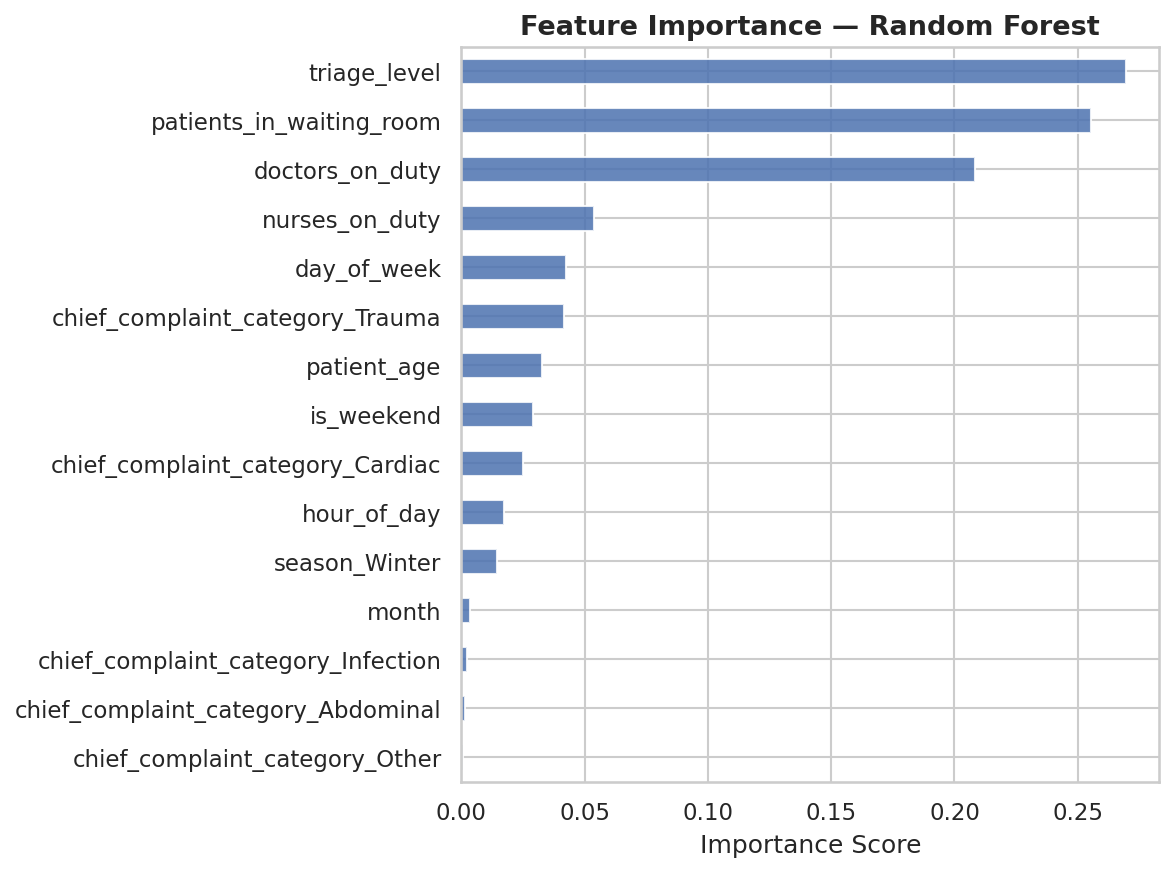 Feature Importance — Random Forest
triage_level
patients_in_waiting_room
doctors_on_duty
nurses_on_duty
day_of_week
chief_complaint_category_Trauma
patient_age
is_weekend
chief_complaint_category_Cardiac
hour_of_day
season_Winter
month
chief_complaint_category_Infection
chief_complaint_category_Abdominal
chief_complaint_category_Other
0.00 0.05 0.10 0.15 0.20 0.25
Importance Score